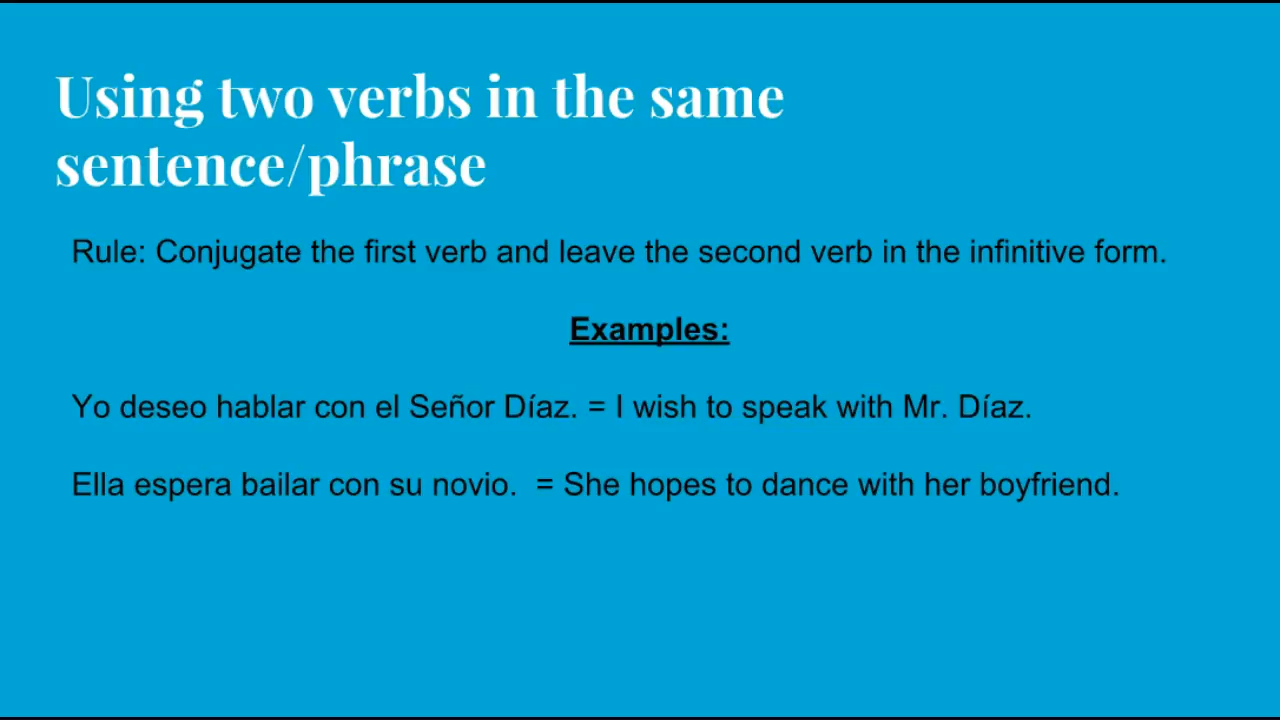 Using two verbs in the same
sentence/phrase
Rule: Conjugate the first verb and leave the second verb in the infinitive form.
Examples:
Yo deseo hablar con el Señor Díaz. = I wish to speak with Mr. Díaz.
Ella espera bailar con su novio.  = She hopes to dance with her boyfriend.